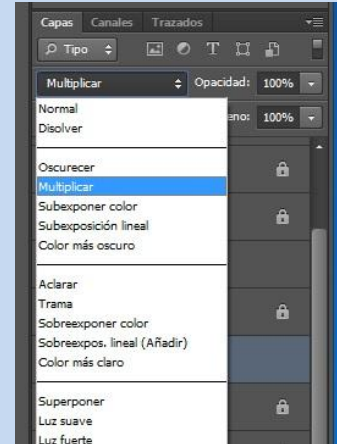 Capas Canales Trazados
Tipo
Multiplicar Opacidad: 100%
Normal
eno: 100%
Disolver
Oscurecer
Multiplicar
Subexponer color
Subexposición lineal
Color más oscuro
Aclarar
Trama
Sobreexponer color
Sobreexpos. lineal (Añadir)
Color más claro
Superponer
Luz suave
Luz fuerte